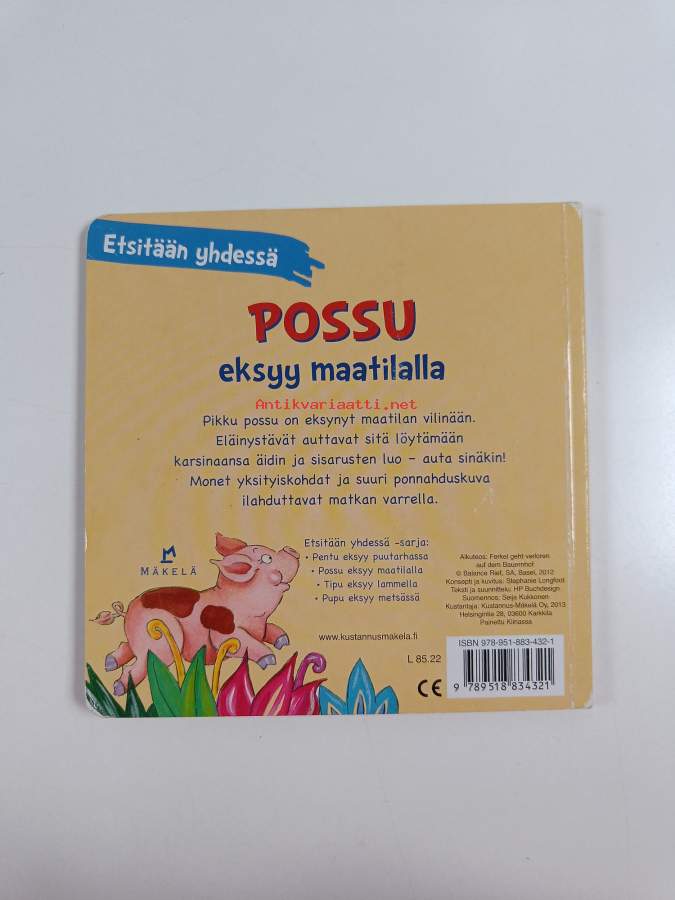 Etsitään yhdessä
POSSU
eksyy maatilalla
Antikvariaatti.net
Pikku possu on eksynyt maatilan vilinään.
Eläinystävät auttavat sitä löytämään
karsinaansa äidin ja sisarusten luo – auta sinäkin!
Monet yksityiskohdat ja suuri ponnahduskuva
ilahduttavat matkan varrella.
Etsitään yhdessä -sarja:
• Pentu eksyy puutarhassa
• Possu eksyy maatilalla
• Tipu eksyy lammella
• Pupu eksyy metsässä
www.kustannusmakela.fi
MÄKELÄ
Alkuteos: Ferkel geht verloren
auf dem
© Balance Rief, SA, Basel, 2012
Konsepti ja kuvitus: Stephanie Longfoot
Teksti ja suunnittelu: HP Buchdesign
Suomennos: Seija Kukkonen
Kustantaja: Kustannus-Mäkelä Oy, 2013
Helsingintie 28, 03600 Karkkila
Painettu Kiinassa
L 85.22
CE
ISBN 978-951-883-432-1
9 789518 834321